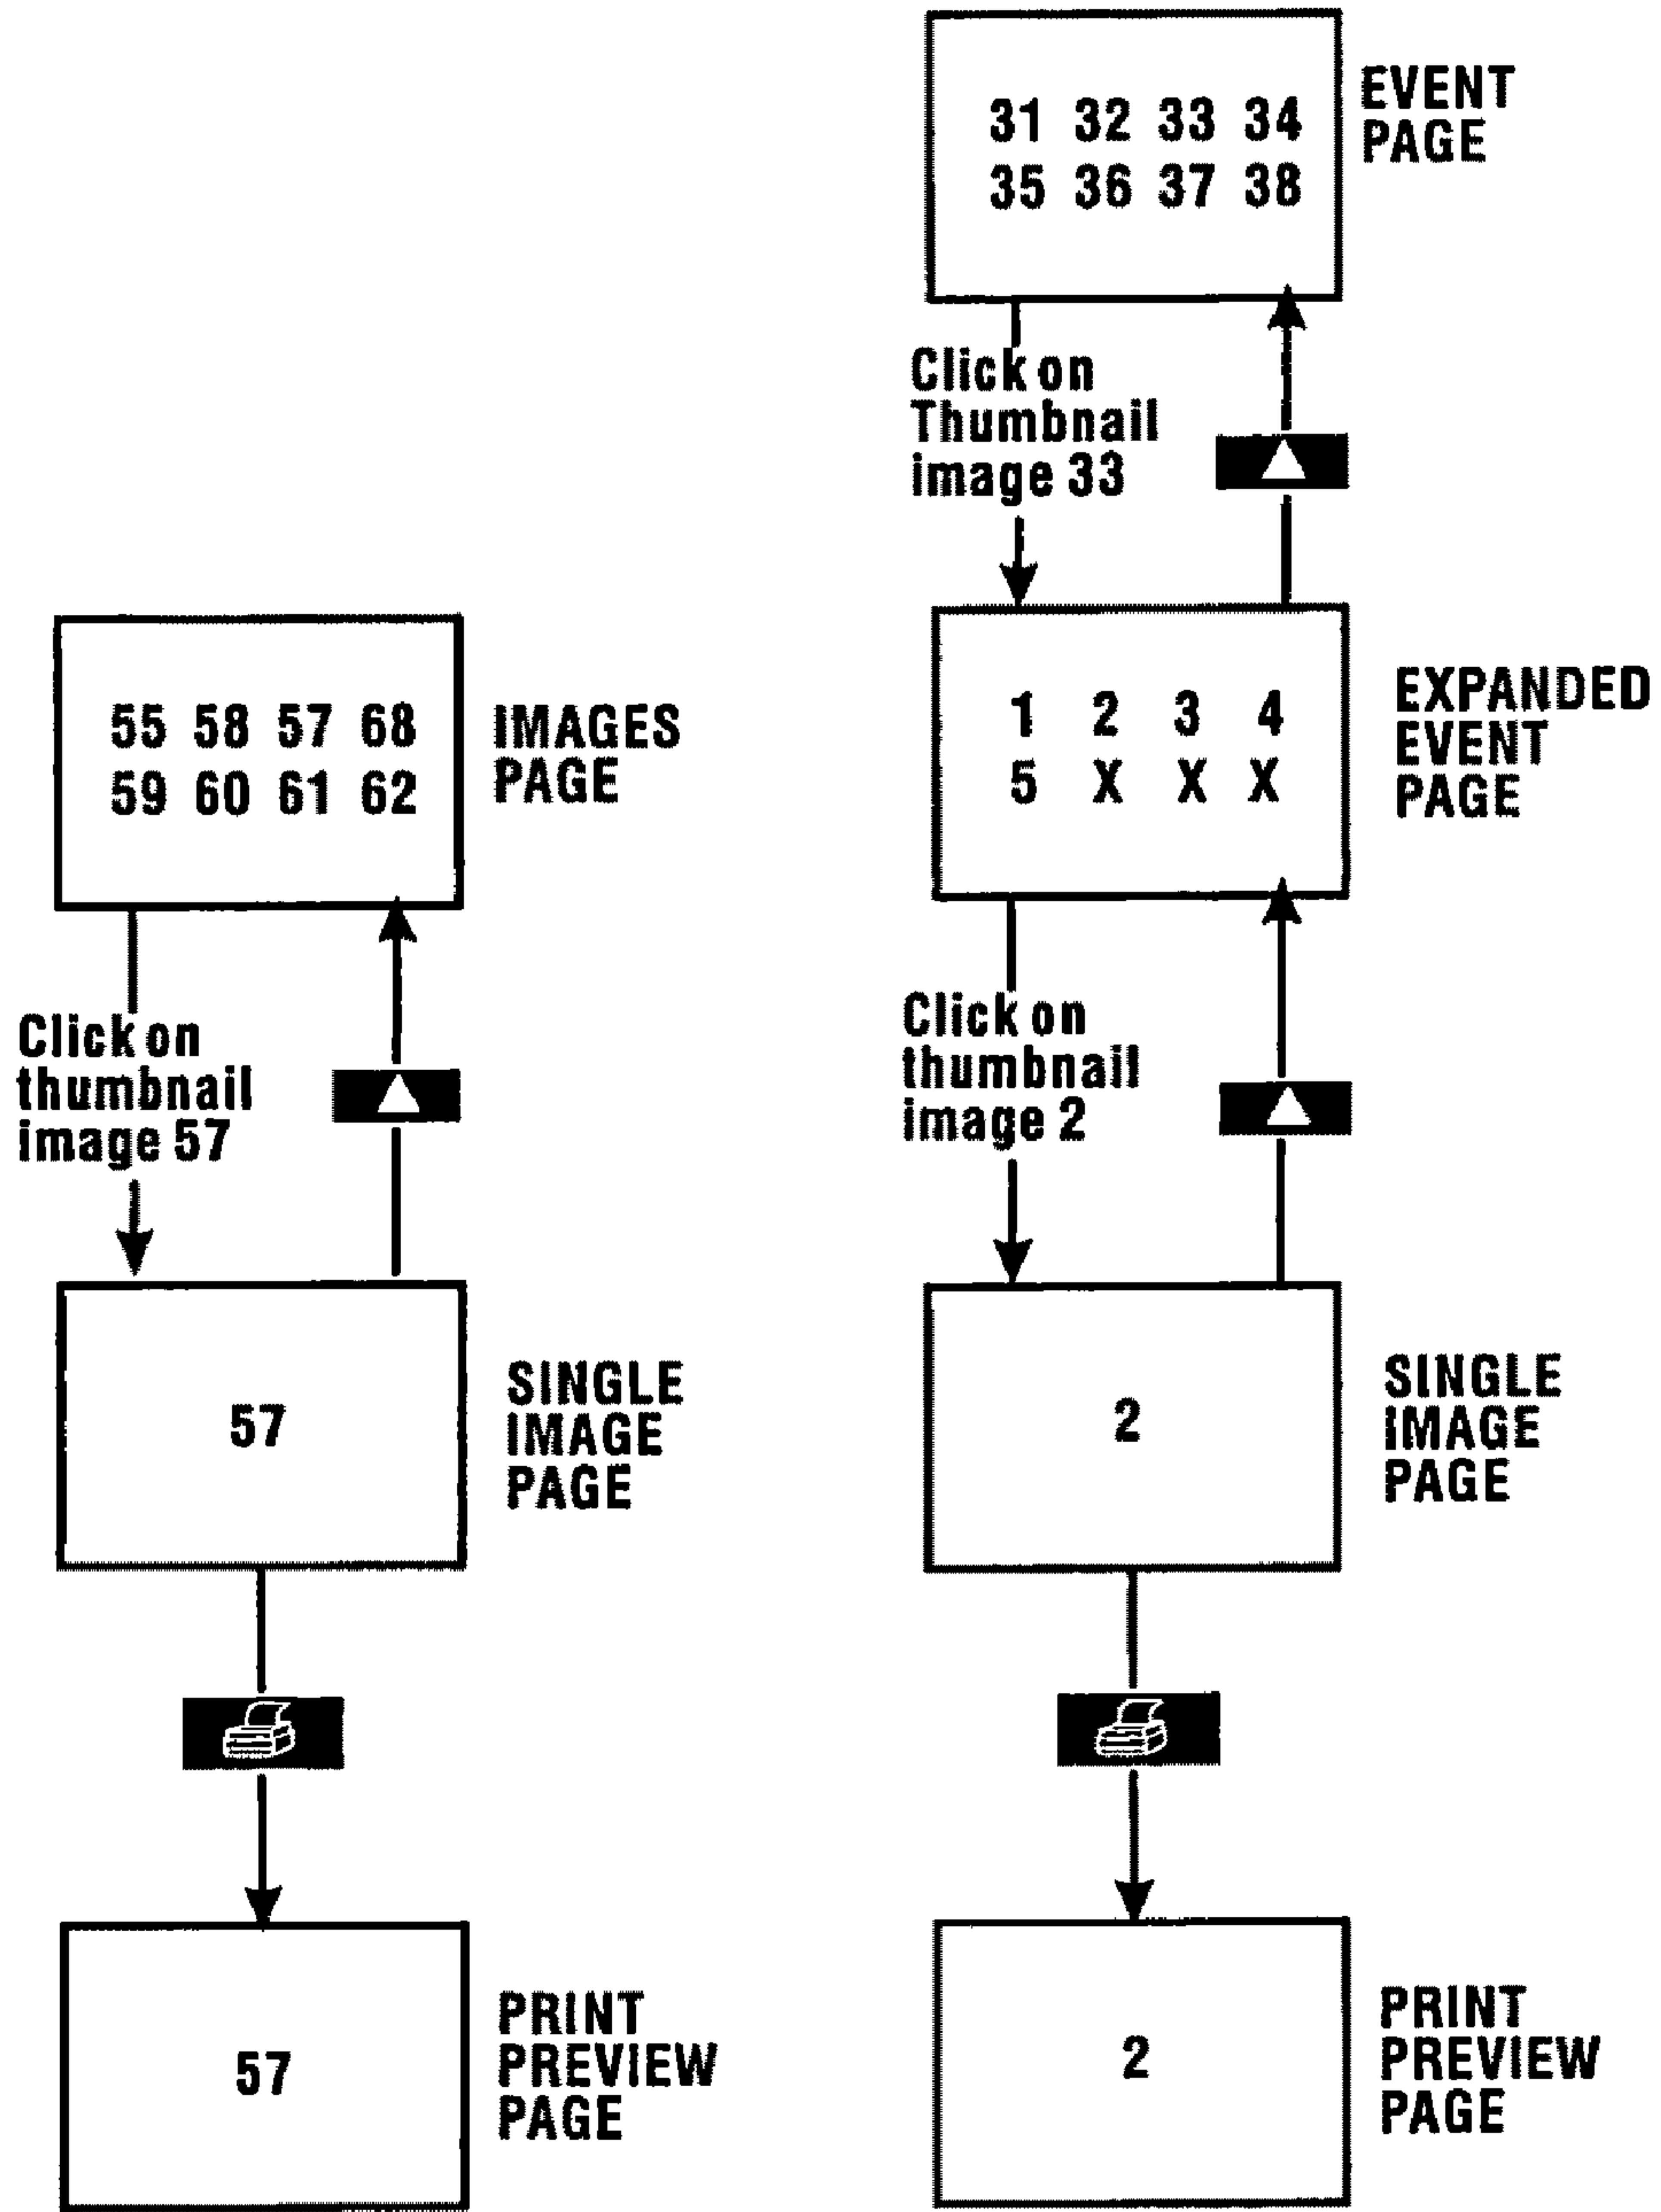 55 58 57 68
59 60 61 62
IMAGES
PAGE
Click on
thumbnail
image 57
57
SINGLE
IMAGE
PAGE
57
PRINT
PREVIEW
PAGE
31 32 33 34
35 36 37 38
EVENT
PAGE
Click on
Thumbnail
image 33
1 2 3 4
5 X X X
EXPANDED
EVENT
PAGE
Click on
thumbnail
image 2
2
SINGLE
IMAGE
PAGE
2
PRINT
PREVIEW
PAGE